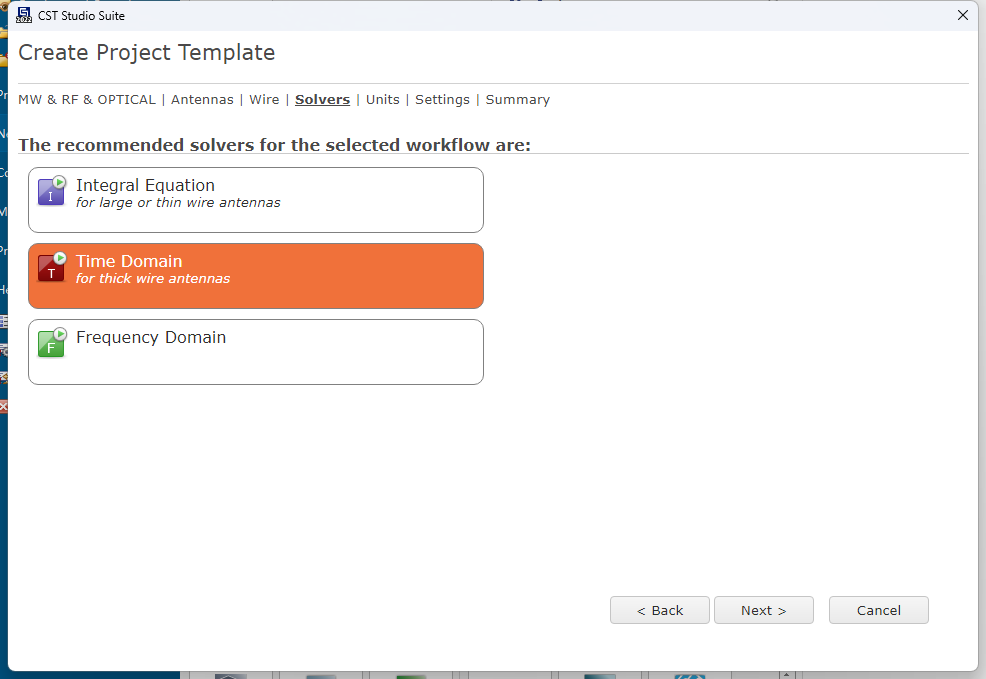 CST Studio Suite
Create Project Template
MW & RF & OPTICAL | Antennas | Wire | Solvers | Units | Settings | Summary
The recommended solvers for the selected workflow are:
I
Integral Equation
for large or thin wire antennas
T
Time Domain
for thick wire antennas
F
Frequency Domain
< Back
Next >
Cancel